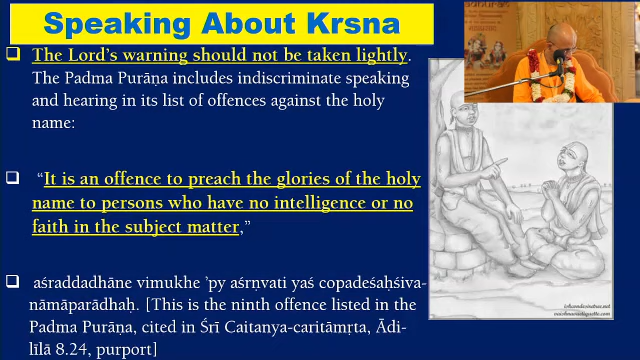 Speaking About Krsna
The Lord's warning should not be taken lightly.
The Padma Purāṇa includes indiscriminate speaking
and hearing in its list of offences against the holy
name:
“It is an offence to preach the glories of the holy
name to persons who have no intelligence or no
faith in the subject matter,”
aśraddadhāne vimukhe ’py aśṛṇvati yaś copadeśaḥśiva-
nāmāparādhaḥ. [This is the ninth offence listed in the
Padma Purāṇa, cited in Śrī Caitanya-caritāmṛta, Ādi-
līlā 8.24, purport]